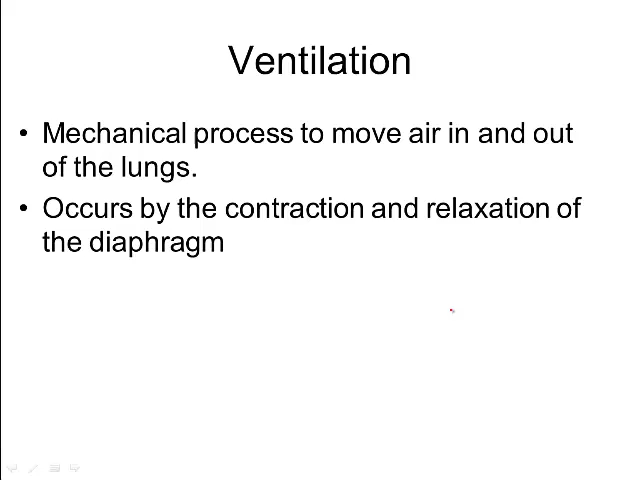 Ventilation
• Mechanical process to move air in and out
of the lungs.
• Occurs by the contraction and relaxation of
the diaphragm